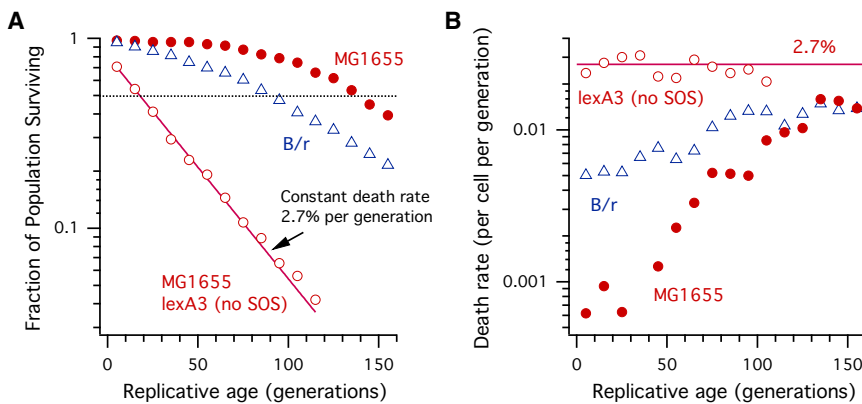 A
Fraction of Population Surviving
1
0.1
MG1655
B/r
Constant death rate
2.7% per generation
MG1655
lexA3 (no SOS)
0
50
100
150
Replicative age (generations)
B
Death rate (per cell per generation)
0.01
0.001
2.7%
lexA3 (no SOS)
B/r
MG1655
0
50
100
150
Replicative age (generations)